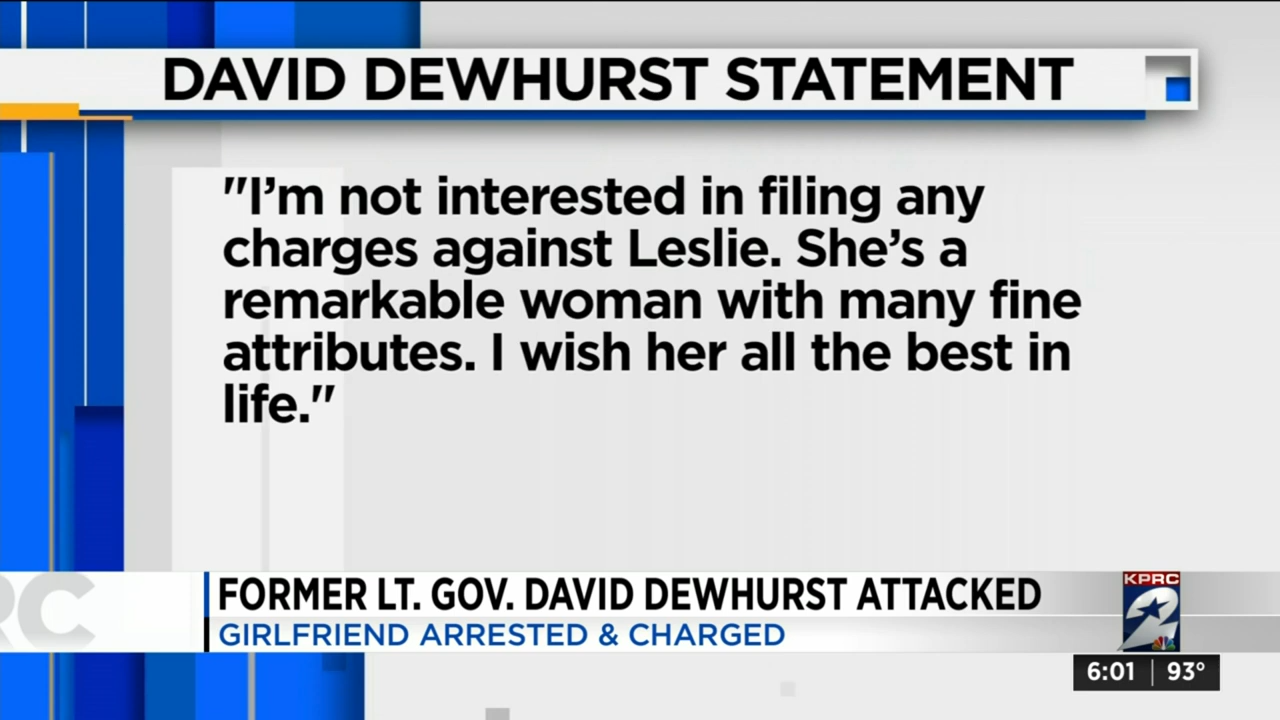 DAVID DEWHURST STATEMENT
"I’m not interested in filing any
charges against Leslie. She’s a
remarkable woman with many fine
attributes. I wish her all the best in
life."
RC
FORMER LT. GOV. DAVID DEWHURST ATTACKED
GIRLFRIEND ARRESTED & CHARGED
KPRC
2
6:01 | 93°